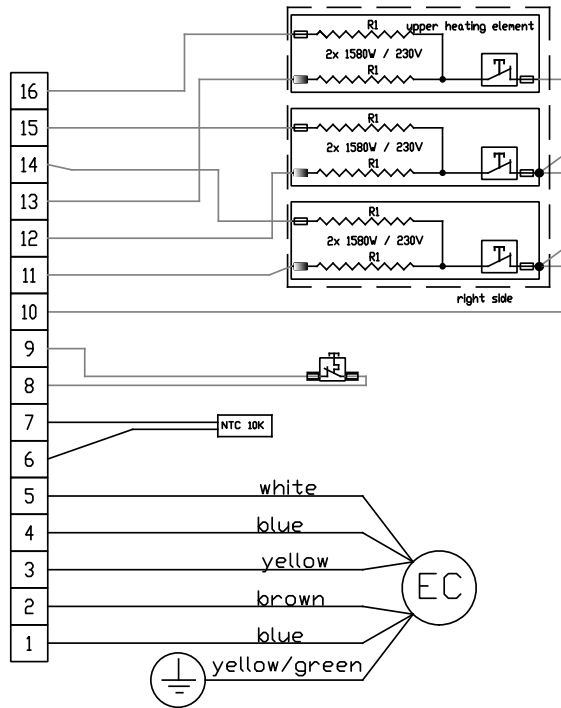 R1 upper heating element
2x 1580W / 230V
R1
16
15
R1
2x 1580W / 230V
R1
14
13
R1
12
2x 1580W / 230V
R1
11
right side
10
9
8
7
NTC 10K
6
5 white
4 blue
3 yellow
EC
2 brown
1 blue
yellow/green